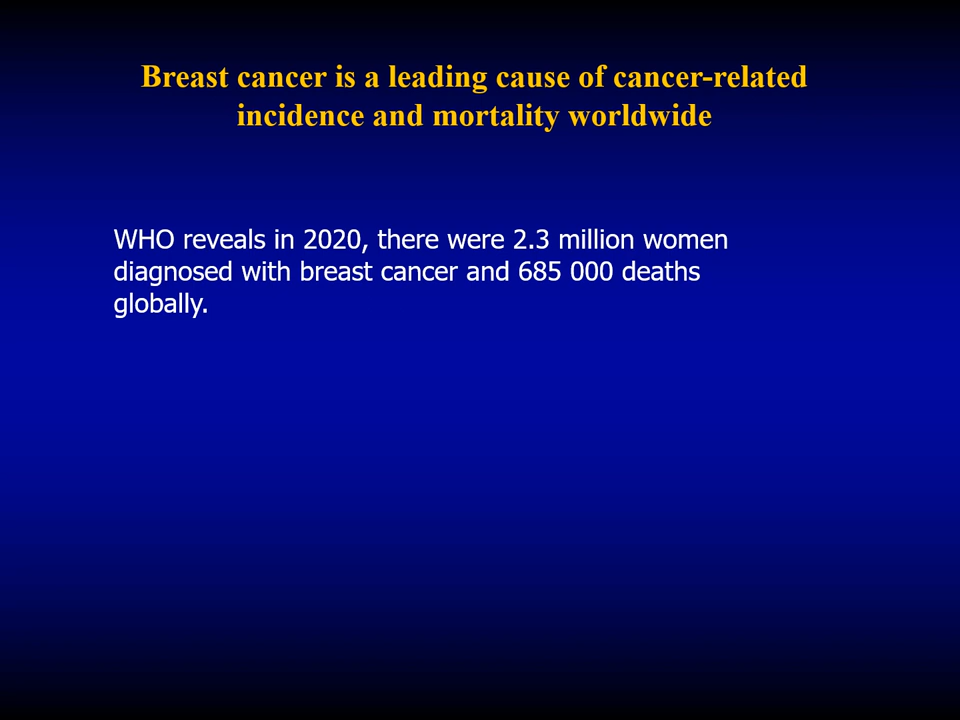 Breast cancer is a leading cause of cancer-related
incidence and mortality worldwide
WHO reveals in 2020, there were 2.3 million women
diagnosed with breast cancer and 685 000 deaths
globally.